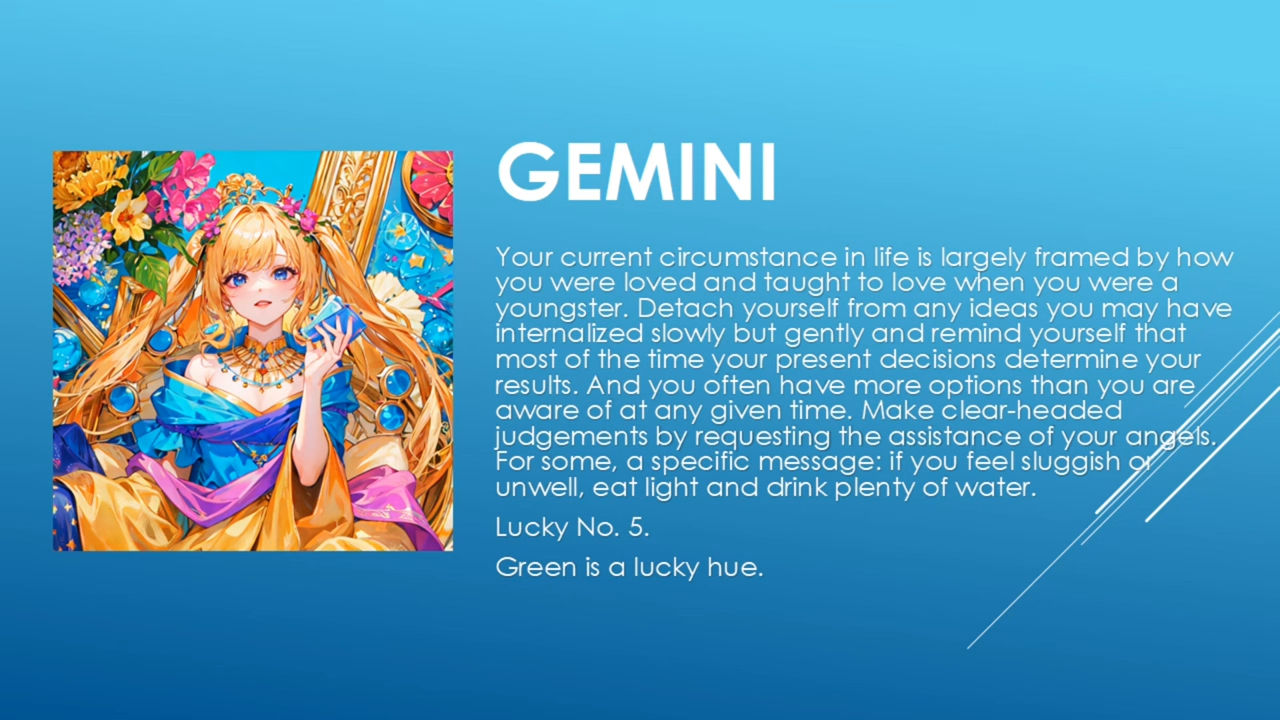 GEMINI
Your current circumstance in life is largely framed by how
you were loved and taught to love when you were a
youngster. Detach yourself from any ideas you may have
internalized slowly but gently and remind yourself that
most of the time your present decisions determine your
results. And you often have more options than you are
aware of at any given time. Make clear-headed
judgements by requesting the assistance of your angels.
For some, a specific message: if you feel sluggish or
unwell, eat light and drink plenty of water.
Lucky No. 5.
Green is a lucky hue.